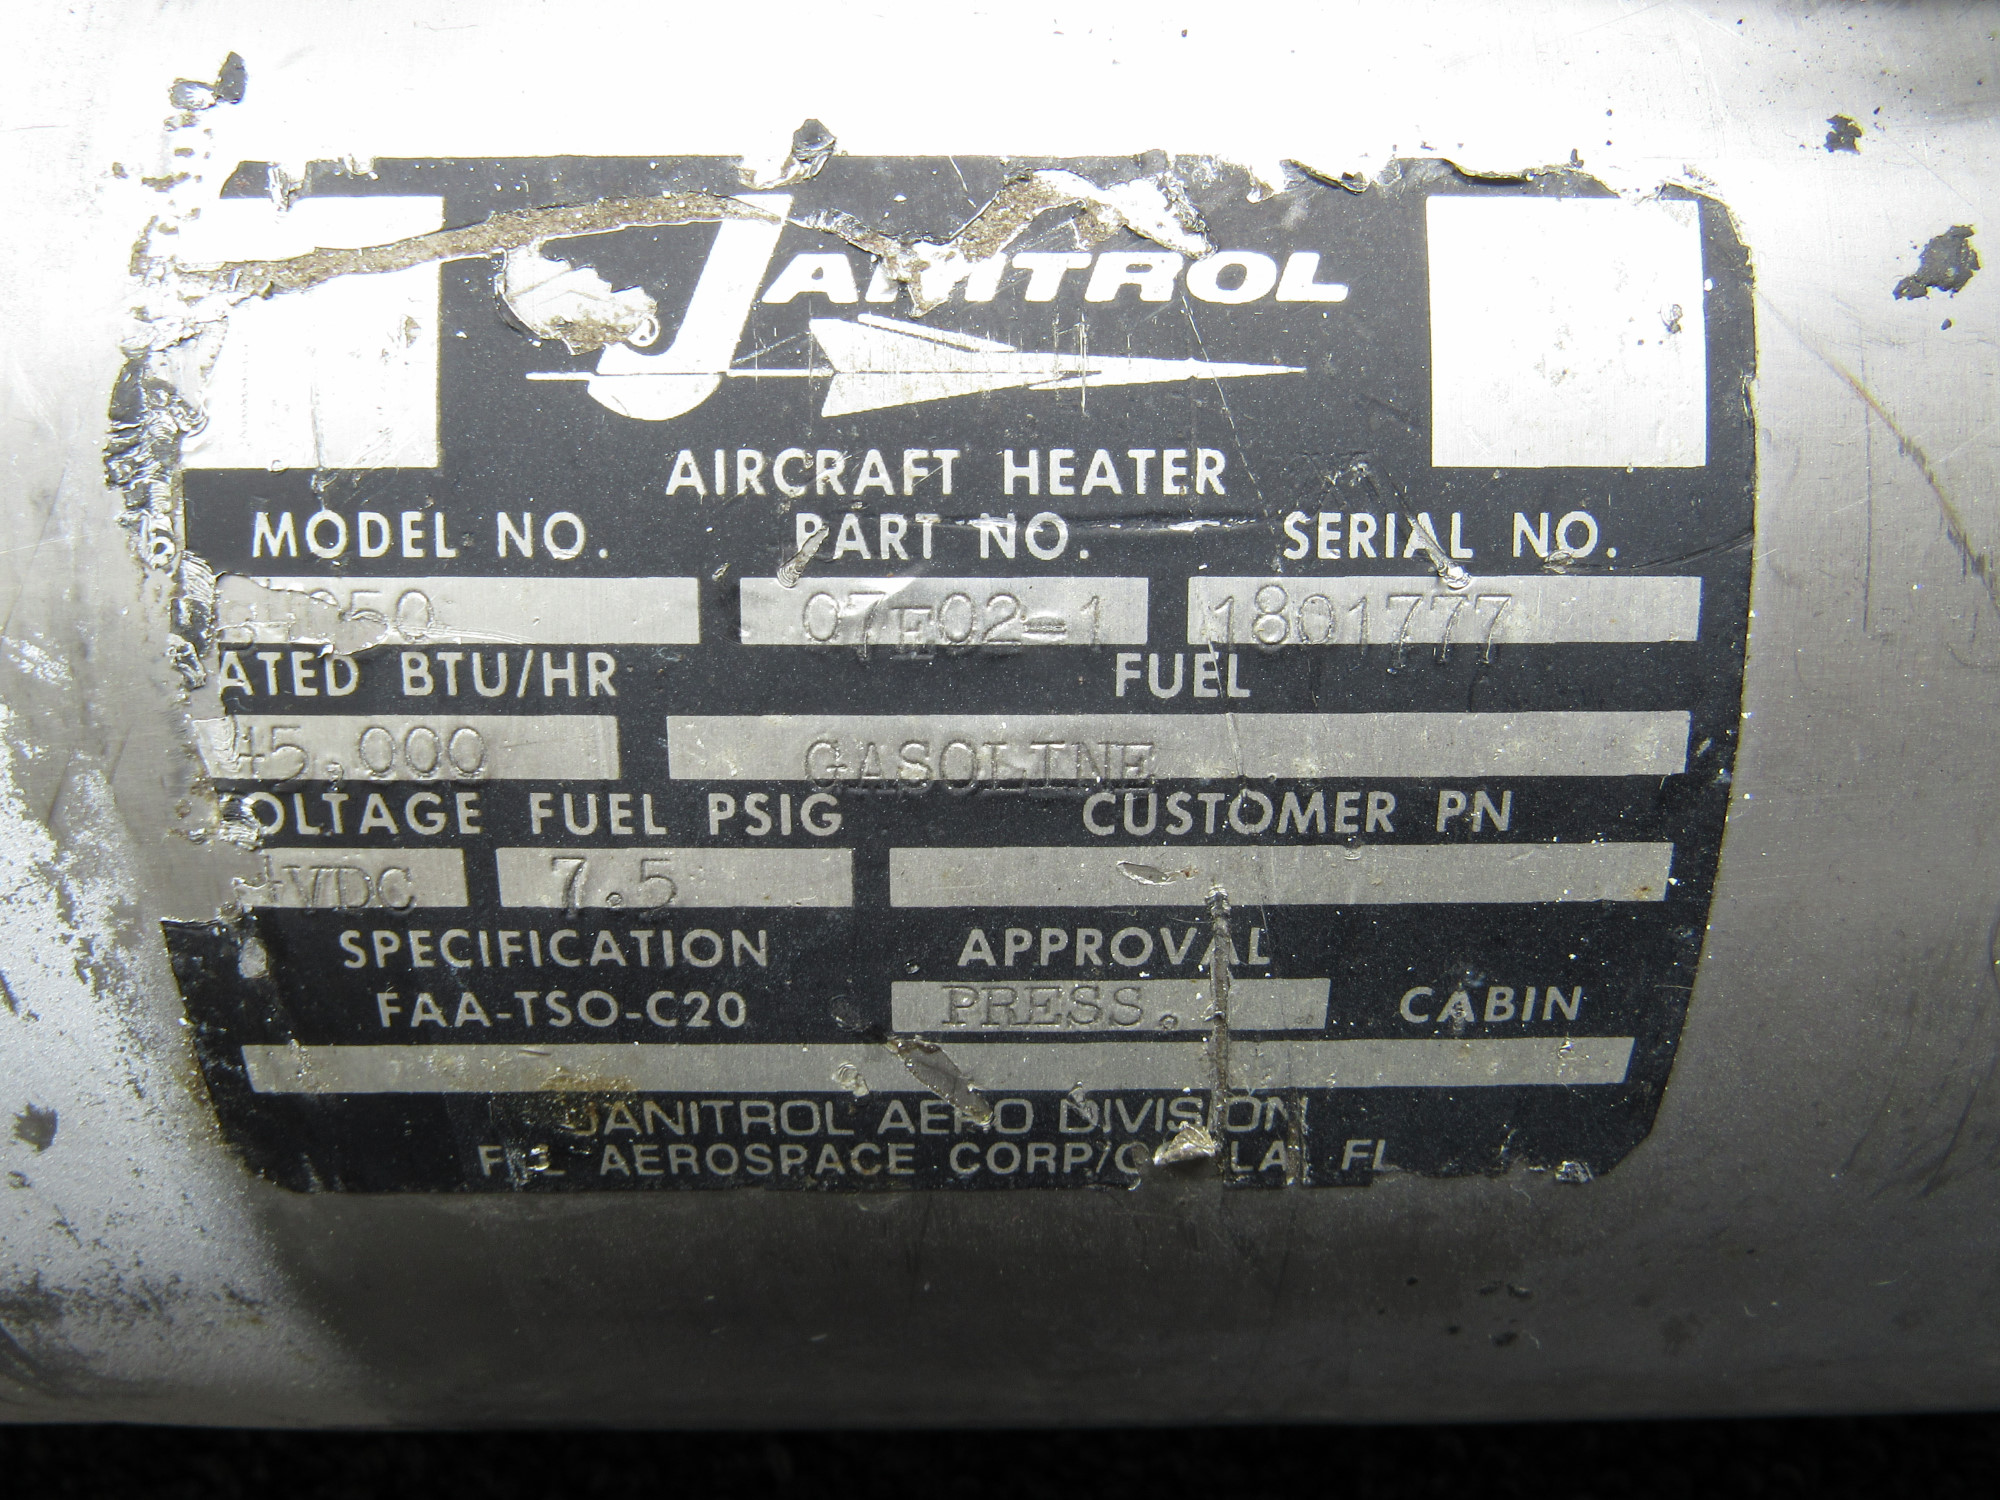 JANITROL
AIRCRAFT HEATER
MODEL NO. PART NO. SERIAL NO.
07E02-1 1801777
ATED BTU/HR FUEL
45,000 GASOLINE
OLTAGE FUEL PSIG CUSTOMER PN
VDC 7.5
SPECIFICATION APPROVAL
FAA-TSO-C20 PRESS. CABIN
JANITROL AERO DIVISION
AEROSPACE CORP/ FL